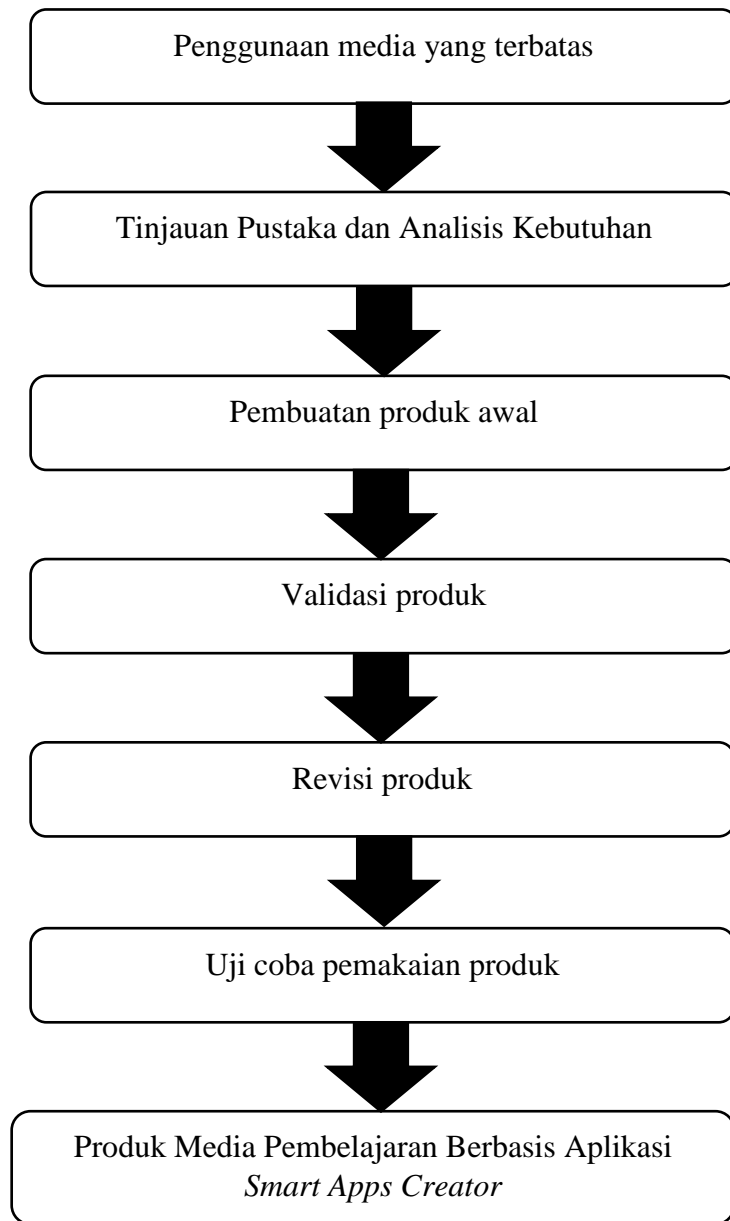 Penggunaan media yang terbatas
Tinjauan Pustaka dan Analisis Kebutuhan
Pembuatan produk awal
Validasi produk
Revisi produk
Uji coba pemakaian produk
Produk Media Pembelajaran Berbasis Aplikasi
Smart Apps Creator